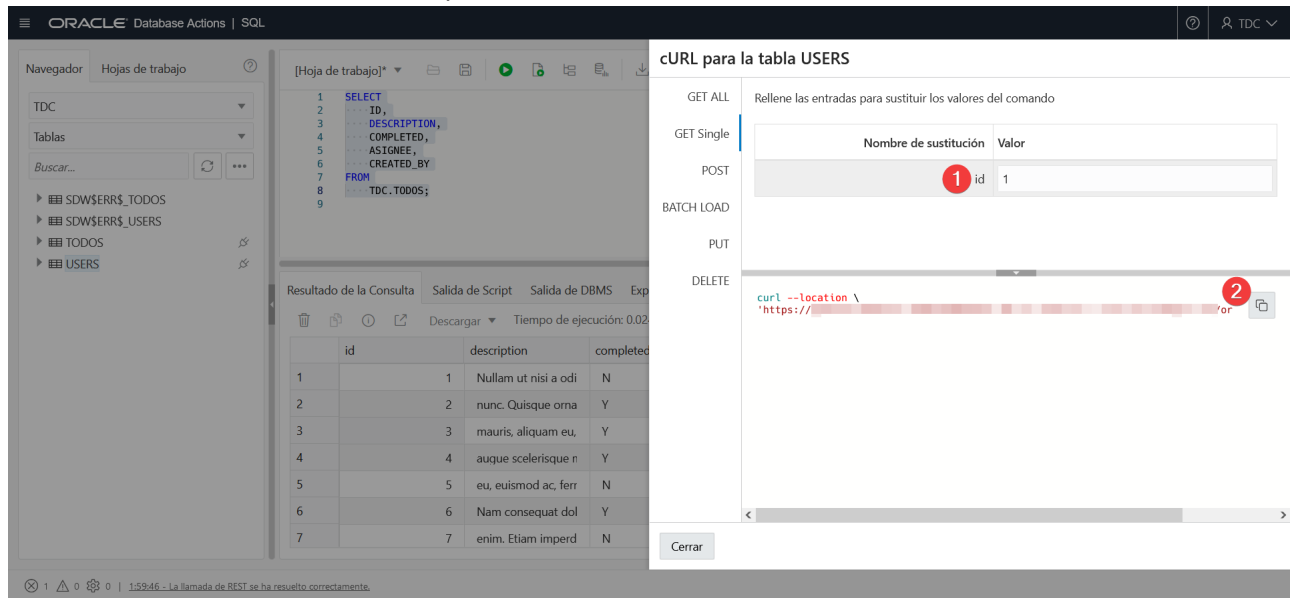 ORACLE Database Actions | SQL
TDC
Navegador
Hojas de trabajo
TDC
Tablas
Buscar...
SDW$ERR$_TODOS
SDW$ERR$_USERS
TODOS
USERS
[Hoja de trabajo]*
1 SELECT
2 ID,
3 DESCRIPTION,
4 COMPLETED,
5 ASIGNEE,
6 CREATED_BY
7 FROM
8 TDC.TODOS;
9
Resultado de la Consulta
Salida de Script
Salida de D
Exp
Descargar
Tiempo de ejecución: 0.02
id description completed
1 1 Nullam ut nisi a odi N
2 2 nunc. Quisque orna Y
3 3 mauris, aliquam eu, Y
4 4 augue scelerisque n Y
5 5 eu, euismod ac, ferr N
6 6 Nam consequat dol Y
7 7 enim. Etiam imperd N
cURL para la tabla USERS
GET ALL
GET Single
POST
BATCH LOAD
PUT
DELETE
Rellene las entradas para sustituir los valores del comando
Nombre de sustitución Valor
1 id 1
2
curl --location \
'https:// /or
Cerrar
1 0 0 | 1:59:46 - La llamada de REST se ha resuelto correctamente.